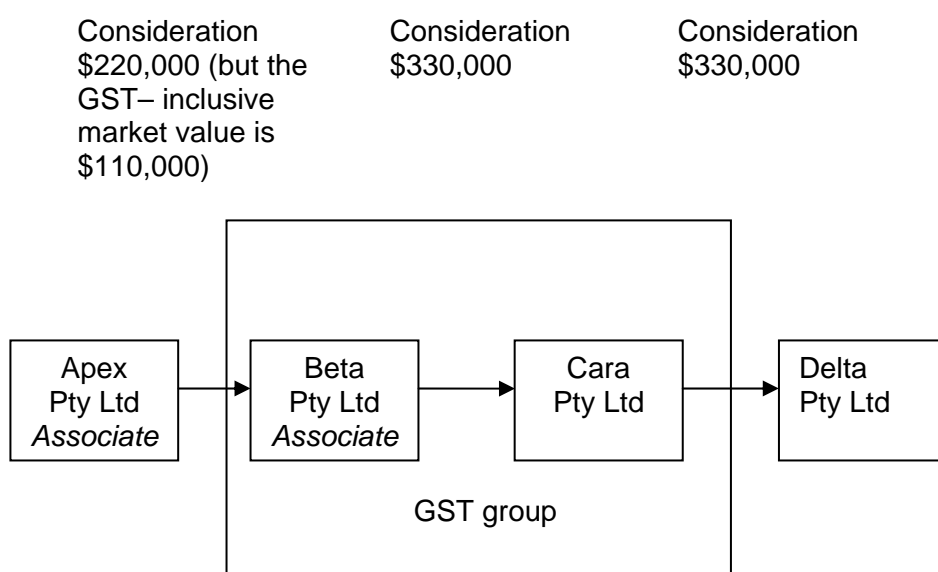 Consideration
$220,000 (but the
GST– inclusive
market value is
$110,000)
Consideration
$330,000
Consideration
$330,000
Apex
Pty Ltd
Associate
Beta
Pty Ltd
Associate
Cara
Pty Ltd
Delta
Pty Ltd
GST group